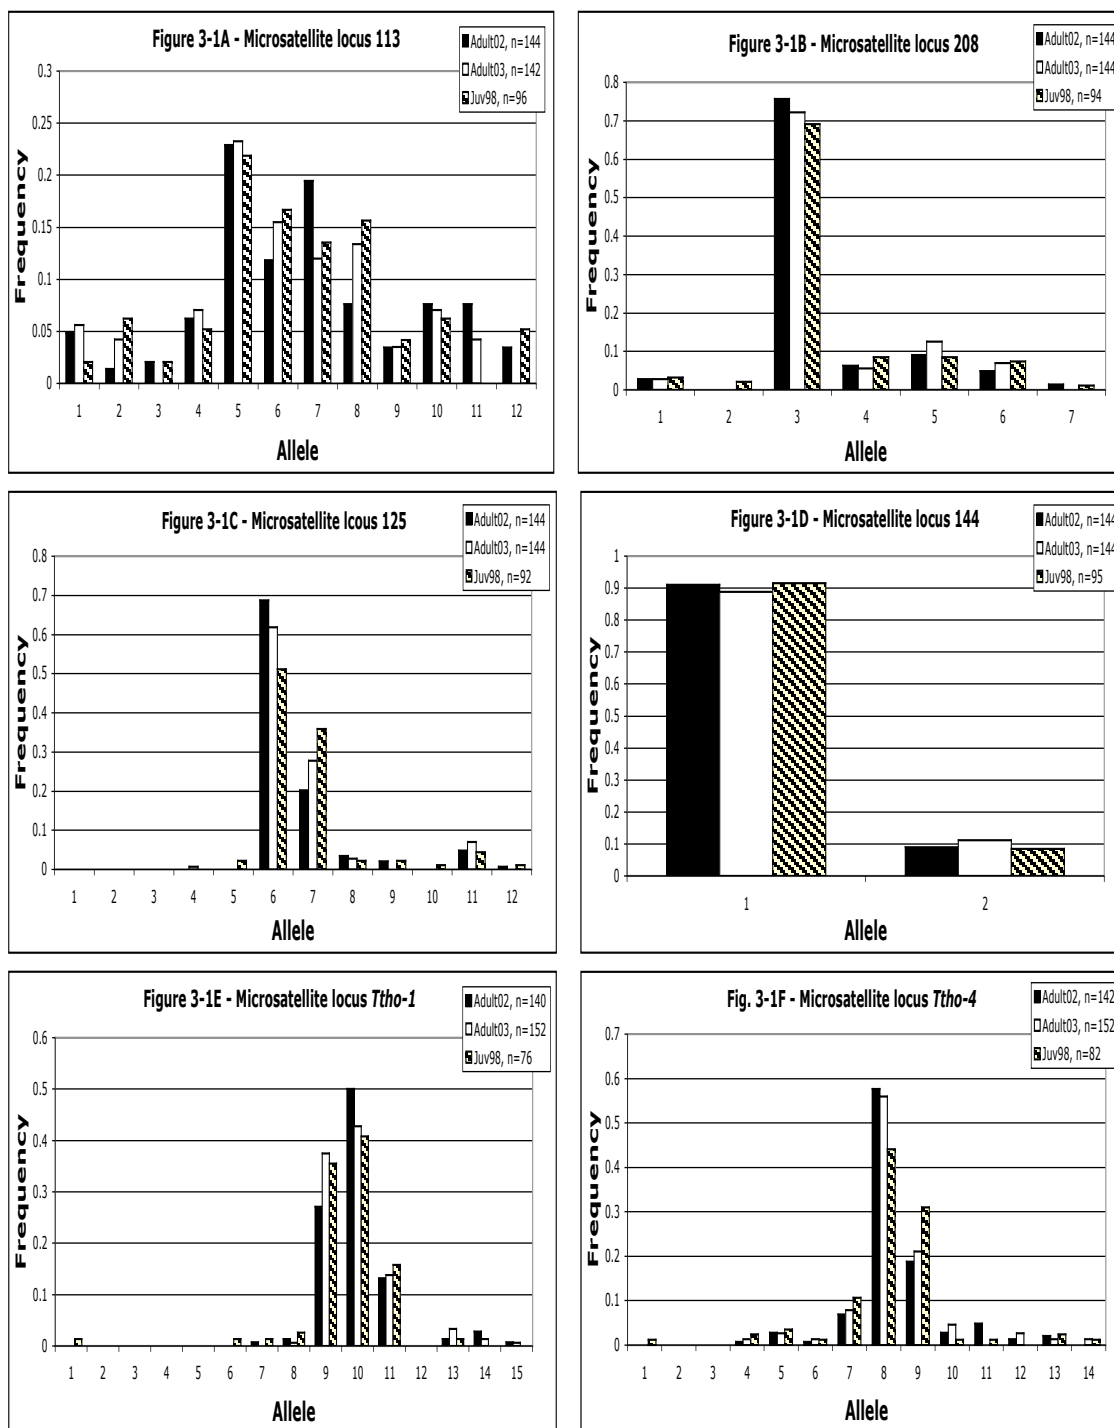 Figure 3-1A - Microsatellite locus 113
Adult02, n=144
Adult03, n=142
Juv98, n=96
0.3
0.25
0.2
0.15
0.1
0.05
0
Frequency
1 2 3 4 5 6 7 8 9 10 11 12
Allele
Figure 3-1B - Microsatellite locus 208
Adult02, n=144
Adult03, n=144
Juv98, n=94
0.8
0.7
0.6
0.5
0.4
0.3
0.2
0.1
0
Frequency
1 2 3 4 5 6 7
Allele
Figure 3-1C - Microsatellite lcous 125
Adult02, n=144
Adult03, n=144
Juv98, n=92
0.8
0.7
0.6
0.5
0.4
0.3
0.2
0.1
0
Frequency
1 2 3 4 5 6 7 8 9 10 11 12
Allele
Figure 3-1D - Microsatellite locus 144
Adult02, n=144
Adult03, n=144
Juv98, n=95
1
0.9
0.8
0.7
0.6
0.5
0.4
0.3
0.2
0.1
0
Frequency
1 2
Allele
Figure 3-1E - Microsatellite locus Ttho-1
Adult02, n=140
Adult03, n=152
Juv98, n=76
0.6
0.5
0.4
0.3
0.2
0.1
0
Frequency
1 2 3 4 5 6 7 8 9 10 11 12 13 14 15
Allele
Fig. 3-1F - Microsatellite locus Ttho-4
Adult02, n=142
Adult03, n=152
Juv98, n=82
0.7
0.6
0.5
0.4
0.3
0.2
0.1
0
Frequency
1 2 3 4 5 6 7 8 9 10 11 12 13 14
Allele